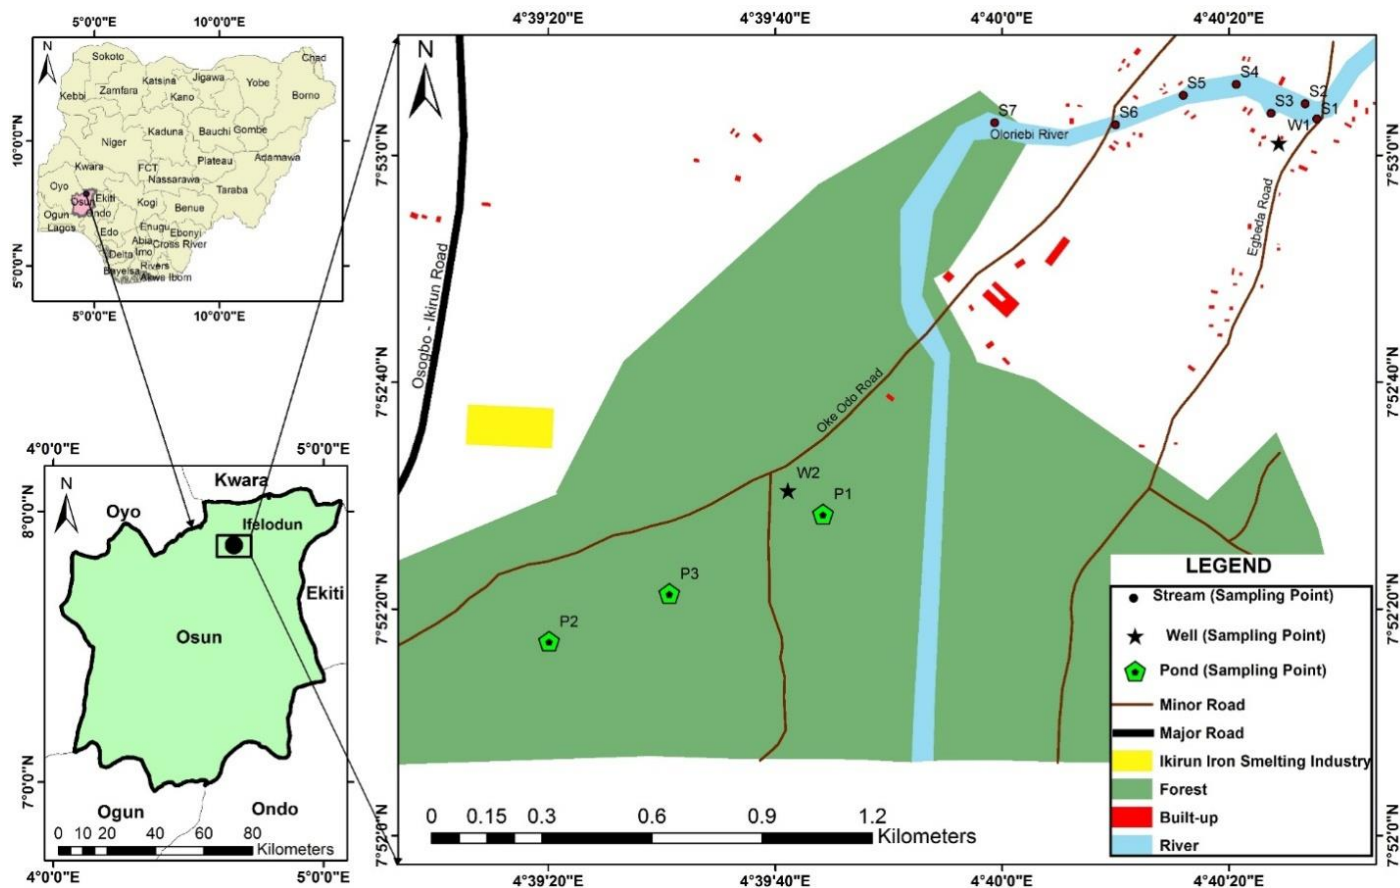 N
5°0'0"E
10°0'0"E
10°0'0"N
5°0'0"N
Sokoto
Chad
Katsina
Jigawa
Yobe
Zamfara
Kebbi
Kano
Borno
Kaduna
Bauchi
Gombe
Niger
Adamawa
Plateau
Kwara
FCT
Nassarawa
Oyo
Taraba
Osun
Ekiti
Kogi
Benue
Ogun
Ondo
Lagos
Edo
Enugu
Ebonyi
Abia
Cross River
Delta
Imo
Rivers
Bayelsa
Akwa Ibom
5°0'0"E
10°0'0"E
4°0'0"E
5°0'0"E
N
Kwara
Oyo
Ifelodun
8°0'0"N
Ekiti
Osun
7°0'0"N
Ogun
Ondo
0 10 20 40 60 80
Kilometers
4°0'0"E
5°0'0"E
4°39'20"E
4°39'40"E
4°40'0"E
4°40'20"E
N
S4
S5
S2
S3
S1
S7
S6
W1
Oloriebi River
7°53'0"N
7°53'0"N
Egbeda Road
Osogbo - Ikirun Road
7°52'40"N
7°52'40"N
Oke Odo Road
W2
P1
P3
P2
7°52'20"N
7°52'0"N
LEGEND
Stream (Sampling Point)
Well (Sampling Point)
Pond (Sampling Point)
Minor Road
Major Road
Ikirun Iron Smelting Industry
Forest
Built-up
River
0 0.15 0.3 0.6 0.9 1.2
Kilometers
7°52'20"N
7°52'0"N
4°39'20"E
4°39'40"E
4°40'0"E
4°40'20"E